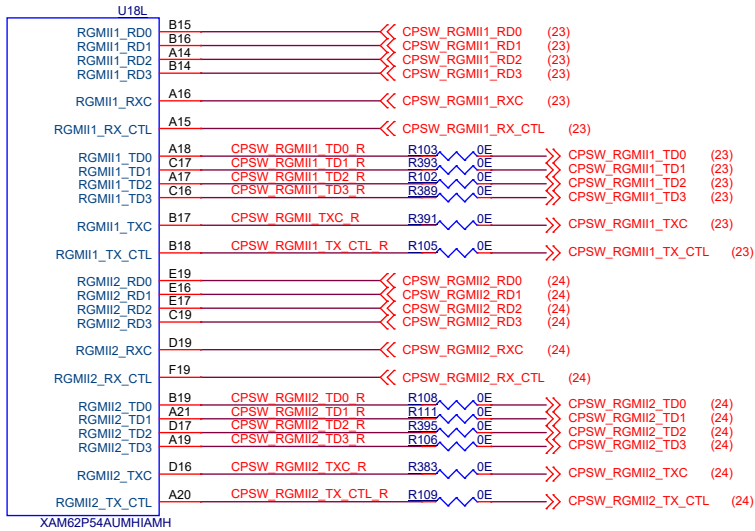 U18L
RGMII1_RD0 B15 CPSW_RGMII1_RD0 (23)
RGMII1_RD1 B16 CPSW_RGMII1_RD1 (23)
RGMII1_RD2 A14 CPSW_RGMII1_RD2 (23)
RGMII1_RD3 B14 CPSW_RGMII1_RD3 (23)
RGMII1_RXC A16 CPSW_RGMII1_RXC (23)
RGMII1_RX_CTL A15 CPSW_RGMII1_RX_CTL (23)
RGMII1_TD0 A18 CPSW_RGMII1_TD0_R R103 0E CPSW_RGMII1_TD0 (23)
RGMII1_TD1 C17 CPSW_RGMII1_TD1_R R393 0E CPSW_RGMII1_TD1 (23)
RGMII1_TD2 A17 CPSW_RGMII1_TD2_R R102 0E CPSW_RGMII1_TD2 (23)
RGMII1_TD3 C16 CPSW_RGMII1_TD3_R R389 0E CPSW_RGMII1_TD3 (23)
RGMII1_TXC B17 CPSW_RGMII_TXC_R R391 0E CPSW_RGMII1_TXC (23)
RGMII1_TX_CTL B18 CPSW_RGMII1_TX_CTL_R R105 0E CPSW_RGMII1_TX_CTL (23)
RGMII2_RD0 E19 CPSW_RGMII2_RD0 (24)
RGMII2_RD1 E16 CPSW_RGMII2_RD1 (24)
RGMII2_RD2 E17 CPSW_RGMII2_RD2 (24)
RGMII2_RD3 C19 CPSW_RGMII2_RD3 (24)
RGMII2_RXC D19 CPSW_RGMII2_RXC (24)
RGMII2_RX_CTL F19 CPSW_RGMII2_RX_CTL (24)
RGMII2_TD0 B19 CPSW_RGMII2_TD0_R R108 0E CPSW_RGMII2_TD0 (24)
RGMII2_TD1 A21 CPSW_RGMII2_TD1_R R111 0E CPSW_RGMII2_TD1 (24)
RGMII2_TD2 D17 CPSW_RGMII2_TD2_R R395 0E CPSW_RGMII2_TD2 (24)
RGMII2_TD3 A19 CPSW_RGMII2_TD3_R R106 0E CPSW_RGMII2_TD3 (24)
RGMII2_TXC D16 CPSW_RGMII2_TXC_R R383 0E CPSW_RGMII2_TXC (24)
RGMII2_TX_CTL A20 CPSW_RGMII2_TX_CTL_R R109 0E CPSW_RGMII2_TX_CTL (24)
XAM62P54AUMHIAMH